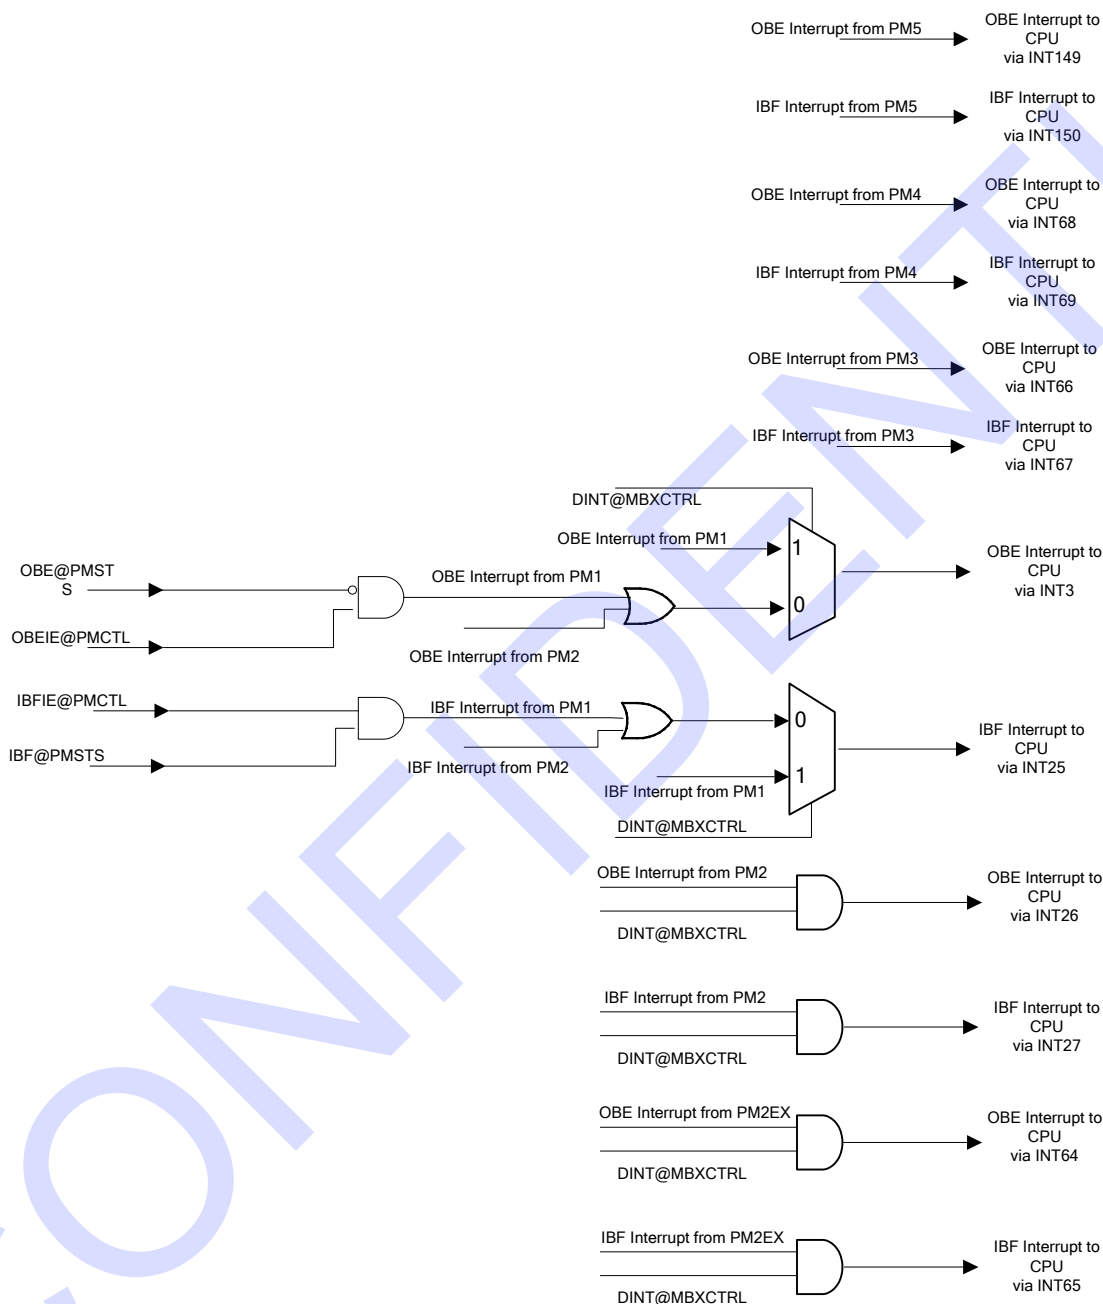 OBE Interrupt from PM5
OBE Interrupt to
CPU
via INT149
IBF Interrupt from PM5
IBF Interrupt to
CPU
via INT150
OBE Interrupt from PM4
OBE Interrupt to
CPU
via INT68
IBF Interrupt from PM4
IBF Interrupt to
CPU
via INT69
OBE Interrupt from PM3
OBE Interrupt to
CPU
via INT66
IBF Interrupt from PM3
IBF Interrupt to
CPU
via INT67
DINT@MBXCTRL
OBE Interrupt from PM1
1
OBE Interrupt to
CPU
via INT3
OBE@PMST
S
OBE Interrupt from PM1
0
OBEIE@PMCTL
OBE Interrupt from PM2
IBFIE@PMCTL
IBF Interrupt from PM1
0
IBF Interrupt to
CPU
via INT25
IBF@PMSTS
IBF Interrupt from PM2
1
IBF Interrupt from PM1
DINT@MBXCTRL
OBE Interrupt from PM2
OBE Interrupt to
CPU
via INT26
DINT@MBXCTRL
IBF Interrupt from PM2
IBF Interrupt to
CPU
via INT27
DINT@MBXCTRL
OBE Interrupt from PM2EX
OBE Interrupt to
CPU
via INT64
DINT@MBXCTRL
IBF Interrupt from PM2EX
IBF Interrupt to
CPU
via INT65
DINT@MBXCTRL
CONFIDENTI